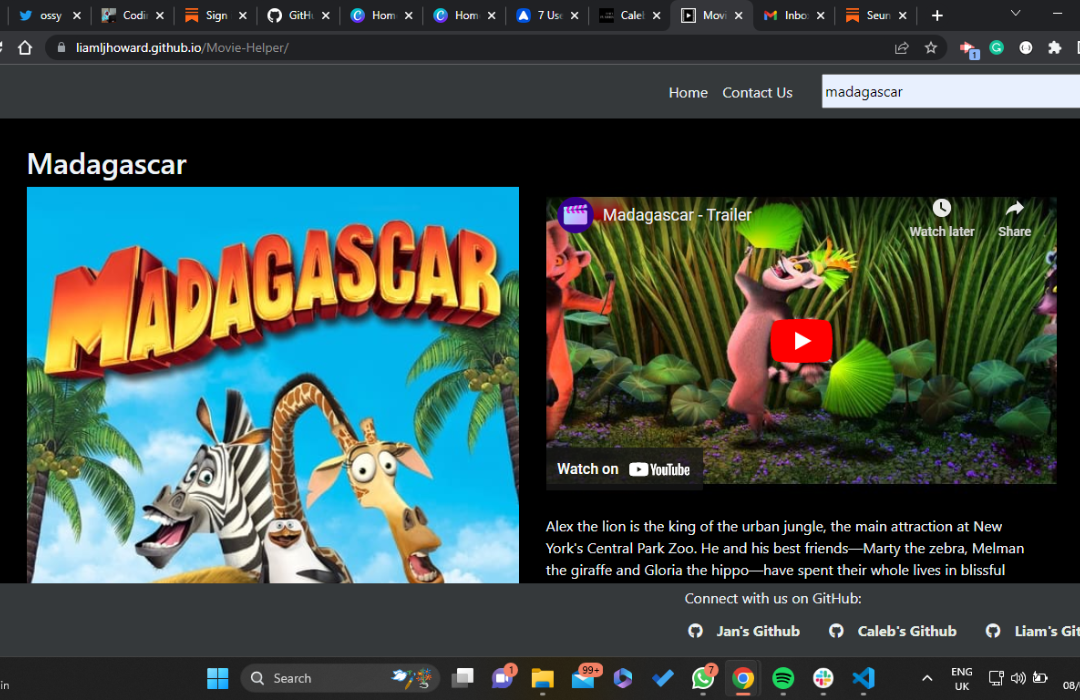 ossy
Codi
Sign
GitHu
Hom
Hom
7 Use
Caleb
Movi
Inbo
Seun
liamljhoward.github.io/Movie-Helper/
1
Home
Contact Us
madagascar
Madagascar
MADAGASCAR
Madagascar - Trailer
Watch later
Share
Watch on YouTube
Alex the lion is the king of the urban jungle, the main attraction at New
York's Central Park Zoo. He and his best friends—Marty the zebra, Melman
the giraffe and Gloria the hippo—have spent their whole lives in blissful
Connect with us on GitHub:
Jan's Github
Caleb's Github
Liam's Git
in
Search
1
99+
7
ENG
UK
08/